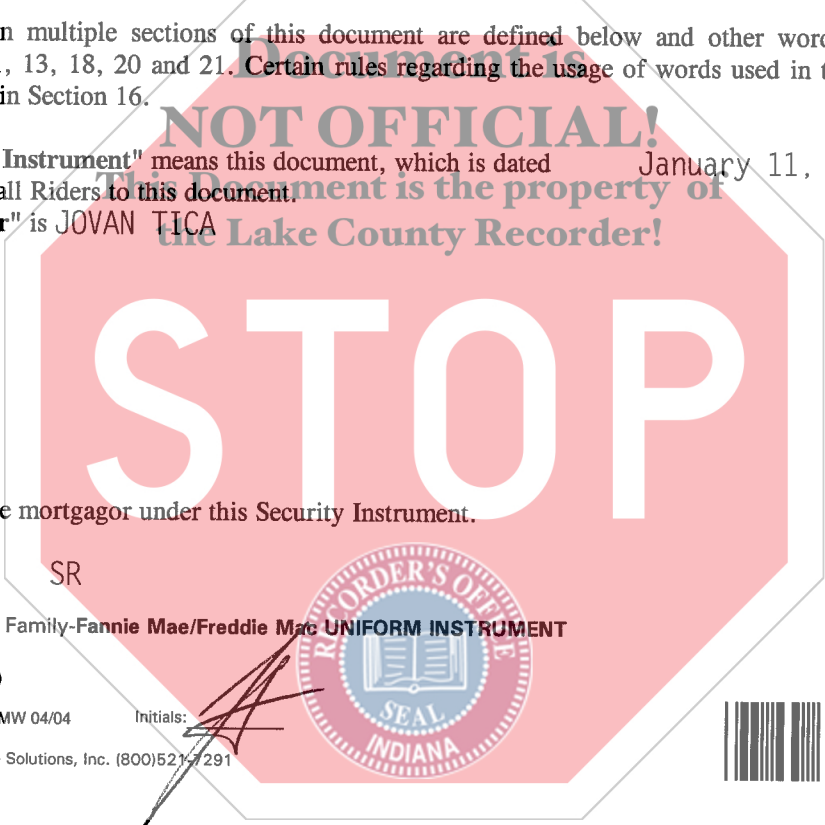 n multiple sections of this document are defined below and other word
, 13, 18, 20 and 21. Certain rules regarding the usage of words used in t
in Section 16.
Document is
NOT OFFICIAL!
This Document is the property of
the Lake County Recorder!
Instrument" means this document, which is dated January 11,
all Riders to this document.
r" is JOVAN TICA
STOP
e mortgagor under this Security Instrument.
SR
Family-Fannie Mae/Freddie Mac UNIFORM INSTRUMENT
RECORDER'S OFFICE
SEAL
INDIANA
)
MW 04/04 Initials:
Solutions, Inc. (800)521-7291